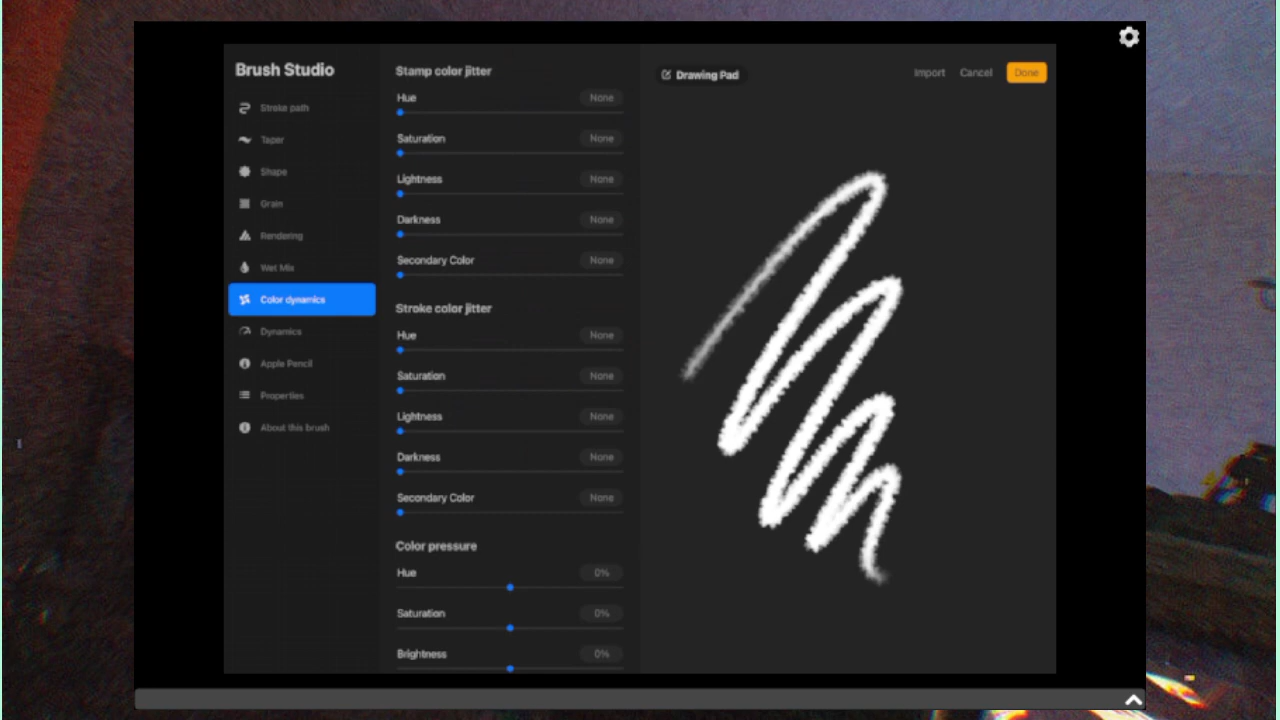 Brush Studio
Stroke path
Taper
Shape
Grain
Rendering
Wet Mix
Color dynamics
Dynamics
Apple Pencil
Properties
About this brush
Stamp color jitter
Hue None
Saturation None
Lightness None
Darkness None
Secondary Color None
Stroke color jitter
Hue None
Saturation None
Lightness None
Darkness None
Secondary Color None
Color pressure
Hue 0%
Saturation 0%
Brightness 0%
Drawing Pad
Import Cancel Done